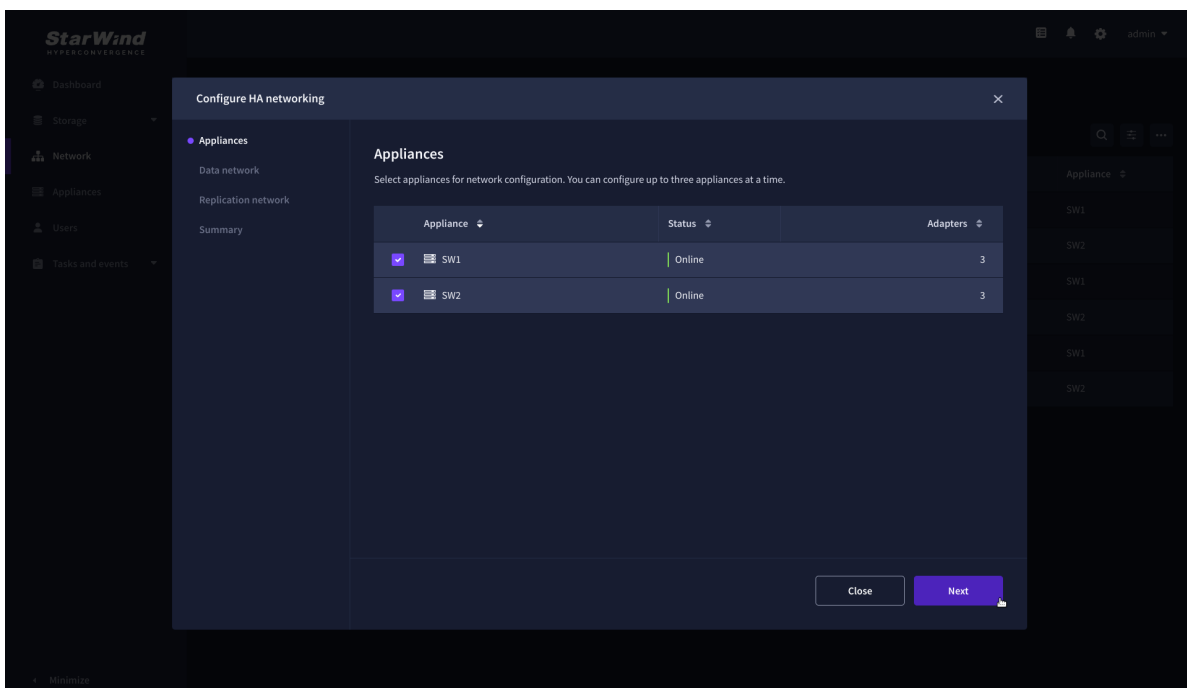 StarWind
HYPERCONVERGENCE
admin
Dashboard
Storage
Network
Appliances
Users
Tasks and events
Minimize
Configure HA networking
Appliances
Data network
Replication network
Summary
Appliances
Select appliances for network configuration. You can configure up to three appliances at a time.
Appliance Status Adapters
SW1 Online 3
SW2 Online 3
Close Next
Appliance
SW1
SW2
SW1
SW2
SW1
SW2